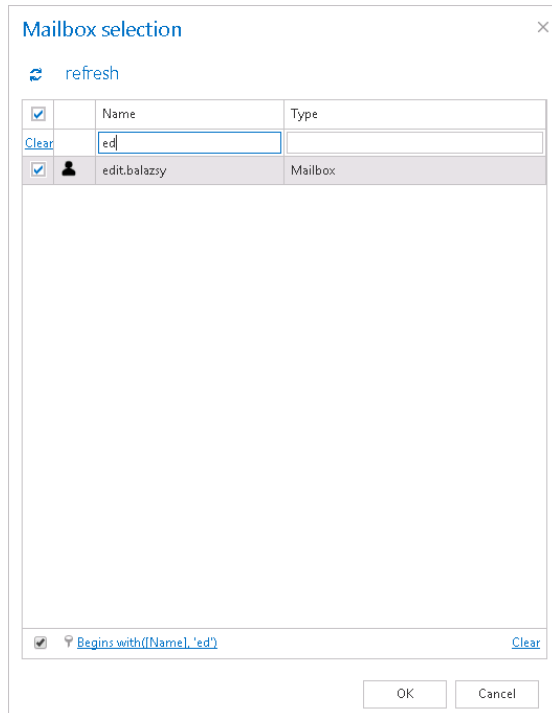 Mailbox selection
refresh
Name Type
Clear ed
edit.balazsy Mailbox
Begins with([Name], 'ed') Clear
OK Cancel